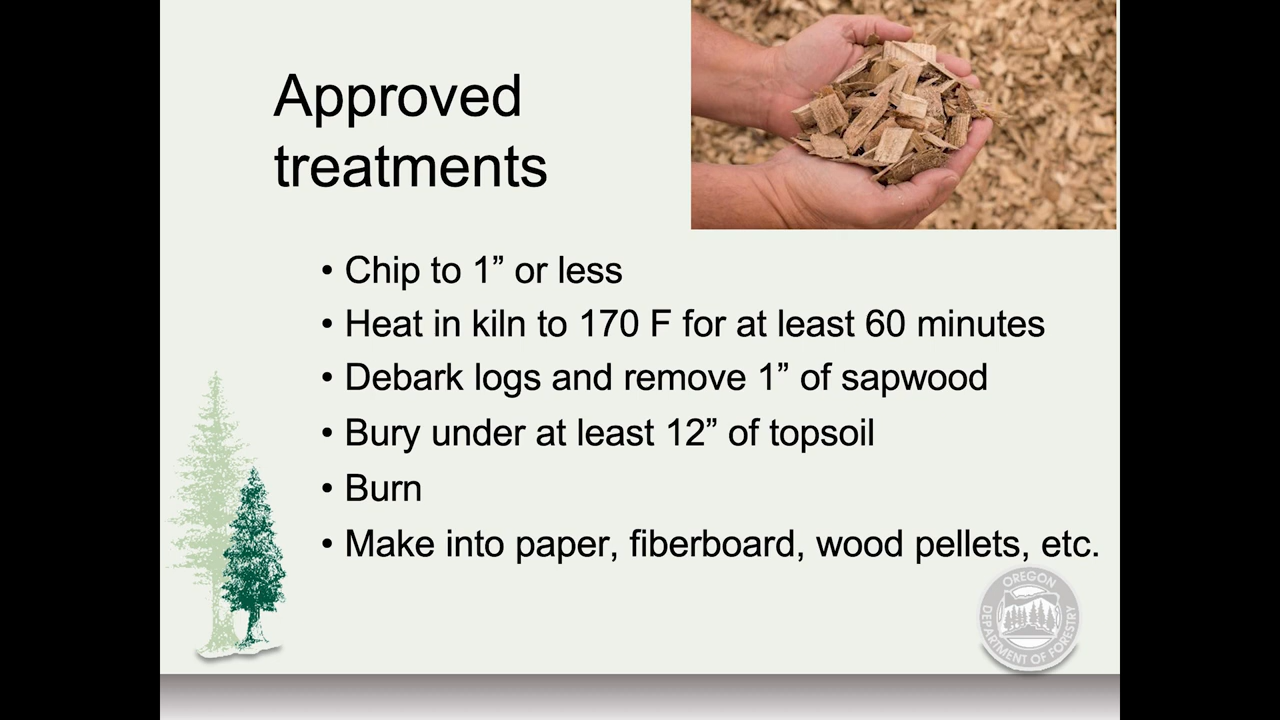 Approved
treatments
• Chip to 1” or less
• Heat in kiln to 170 F for at least 60 minutes
• Debark logs and remove 1” of sapwood
• Bury under at least 12” of topsoil
• Burn
• Make into paper, fiberboard, wood pellets, etc.
OREGON
DEPARTMENT OF FORESTRY